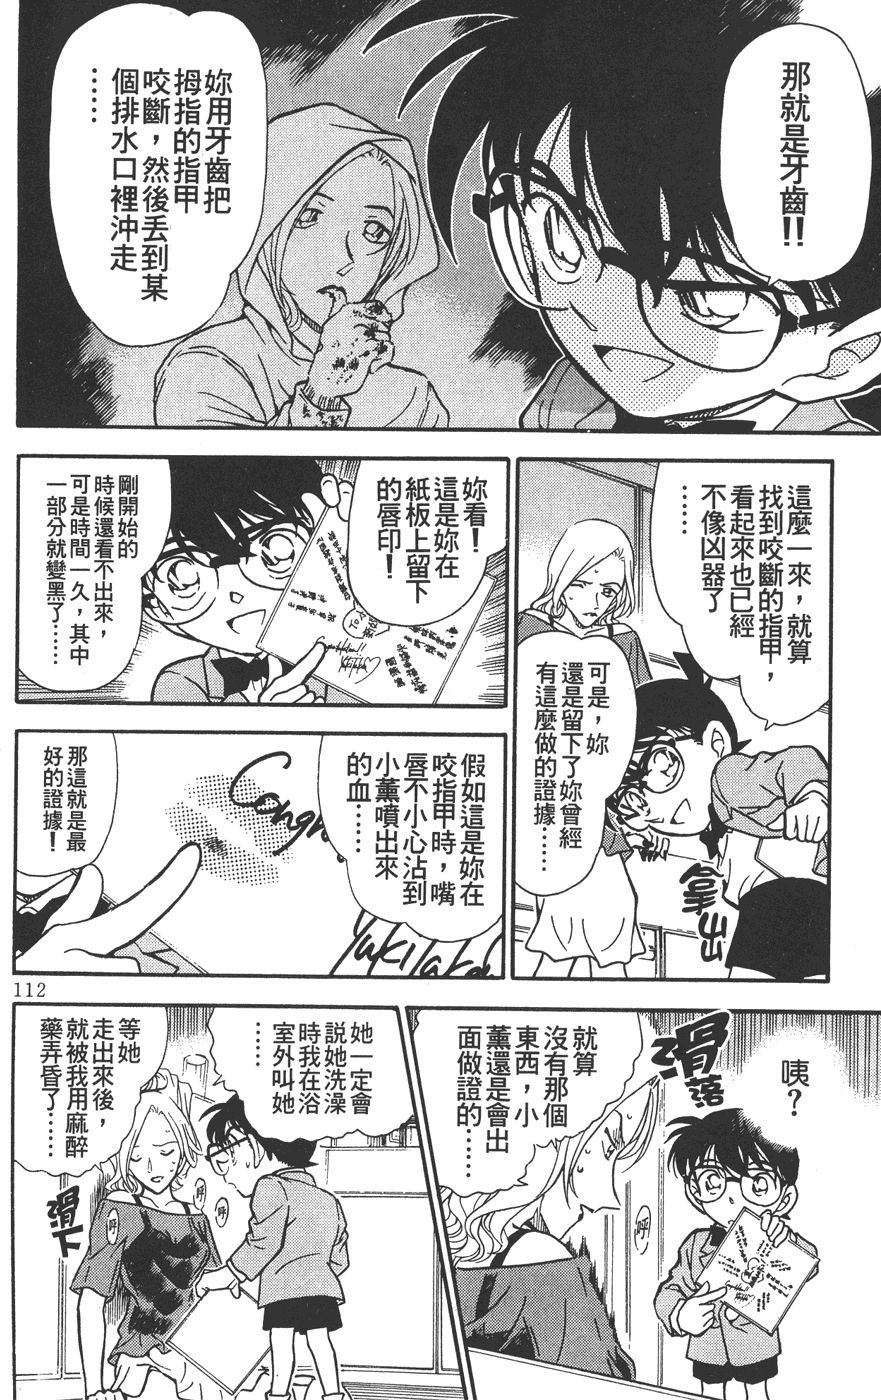 那就是牙齒!!
妳用牙齒把
拇指的指甲
咬斷，然後丟到某
個排水口裡沖走
……
這麼一來，就算
找到咬斷的指甲，
看起來也已經
不像凶器了
……
可是，妳
還是留下了妳曾經
有這麼做的證據……
拿出
妳看！
這是妳在
紙板上留下
的唇印！
剛開始的
時候還看不出來，
可是時間一久，其中
一部分就變黑了……
假如這是妳在
咬指甲時，嘴
唇不小心沾到
小薰噴出來
的血……
那這就是最
好的證據！
112
咦？
滑落
就算
沒有那個
東西，小
薰還是會出
面做證的……
呼
她一定會
說她洗澡
時我在浴
室外叫她
……
等她
走出來後，
就被我用麻醉
藥弄昏了……
呼
呼
滑下